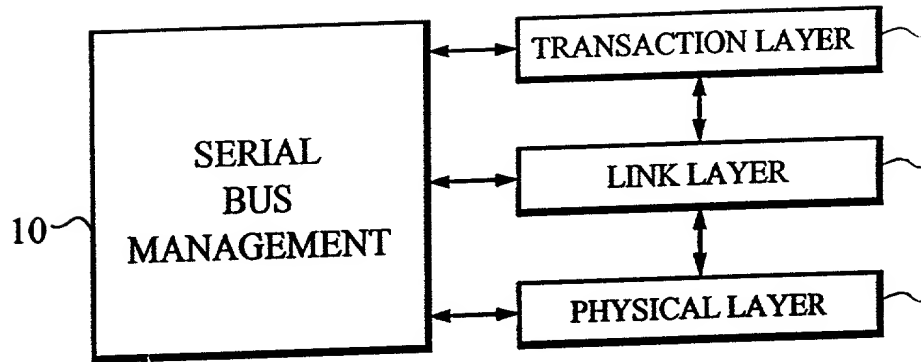 TRANSACTION LAYER
SERIAL
BUS
MANAGEMENT
LINK LAYER
10
PHYSICAL LAYER